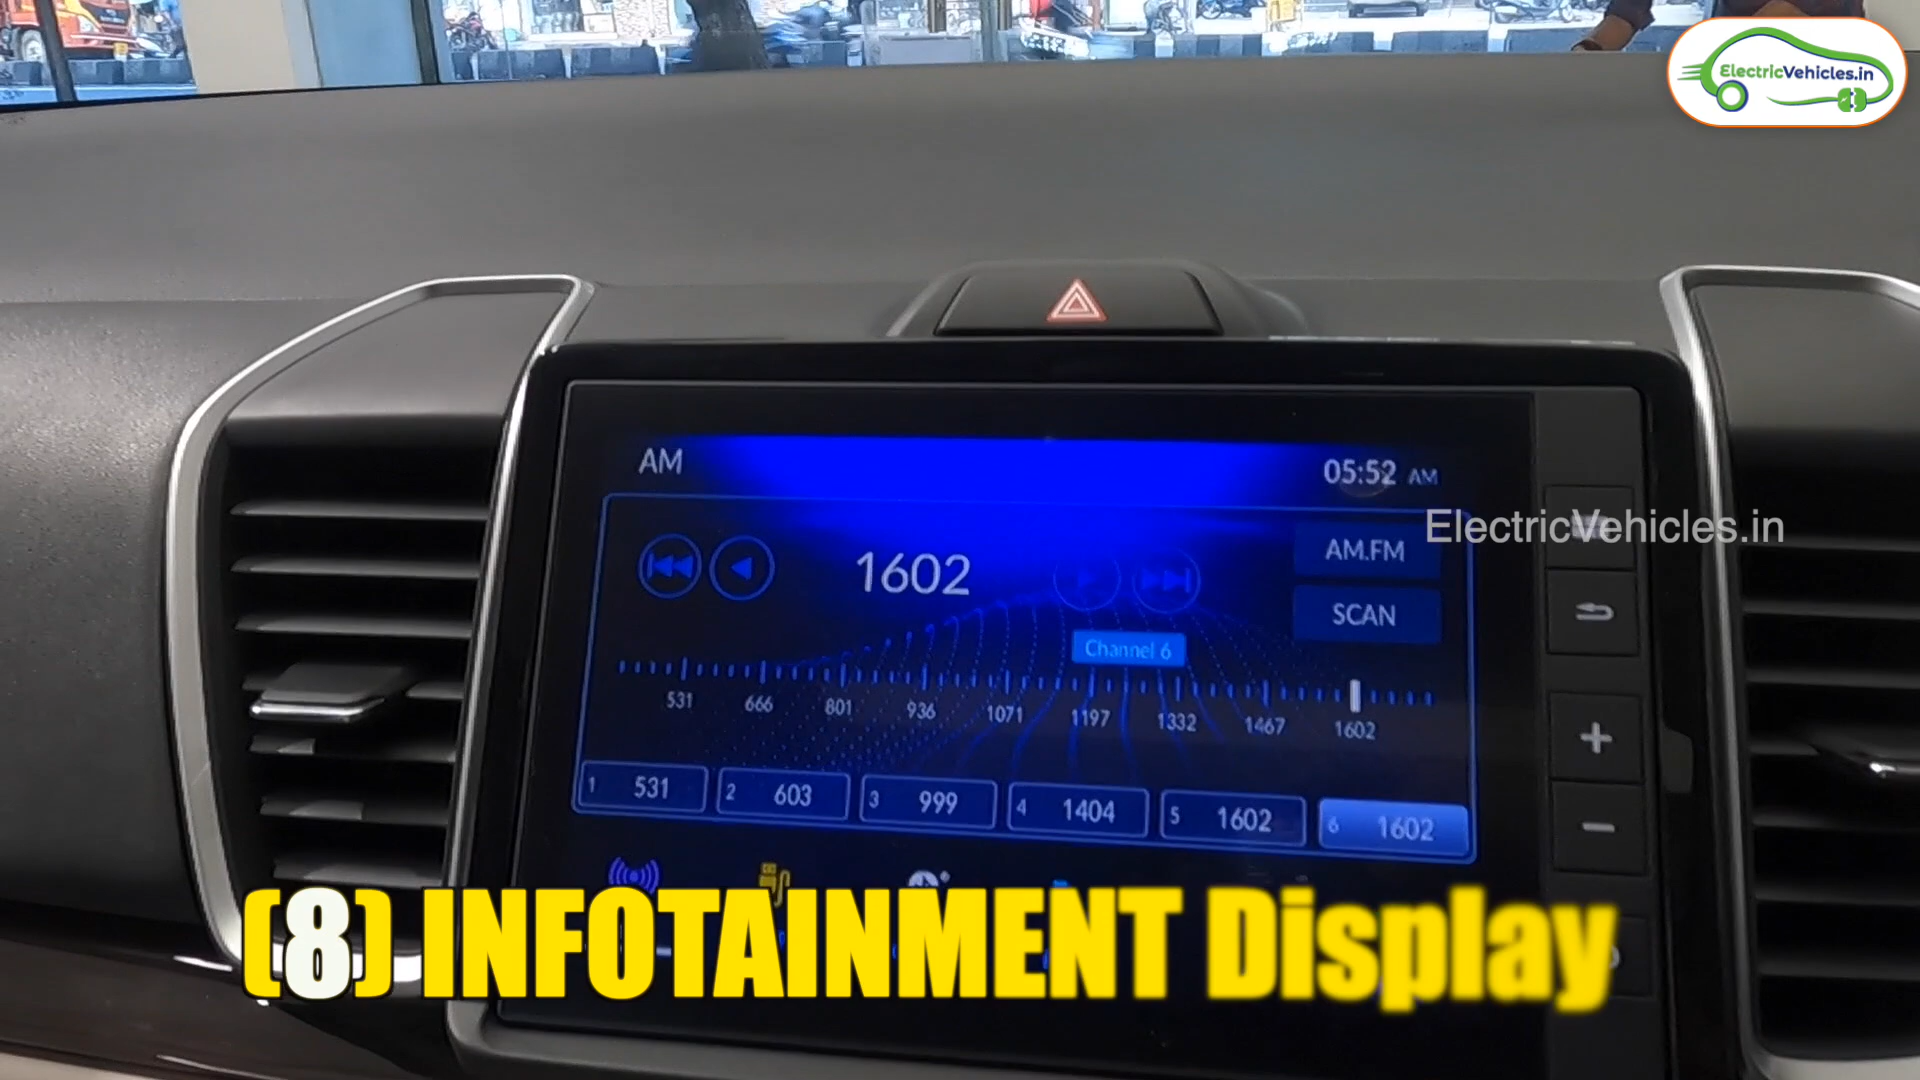 ElectricVehicles.in
AM
05:52 AM
ElectricVehicles.in
1602
AM.FM
SCAN
Channel 6
531 666 801 936 1071 1197 1332 1467 1602
1 531 2 603 3 999 4 1404 5 1602 6 1602
(8) INFOTAINMENT Display